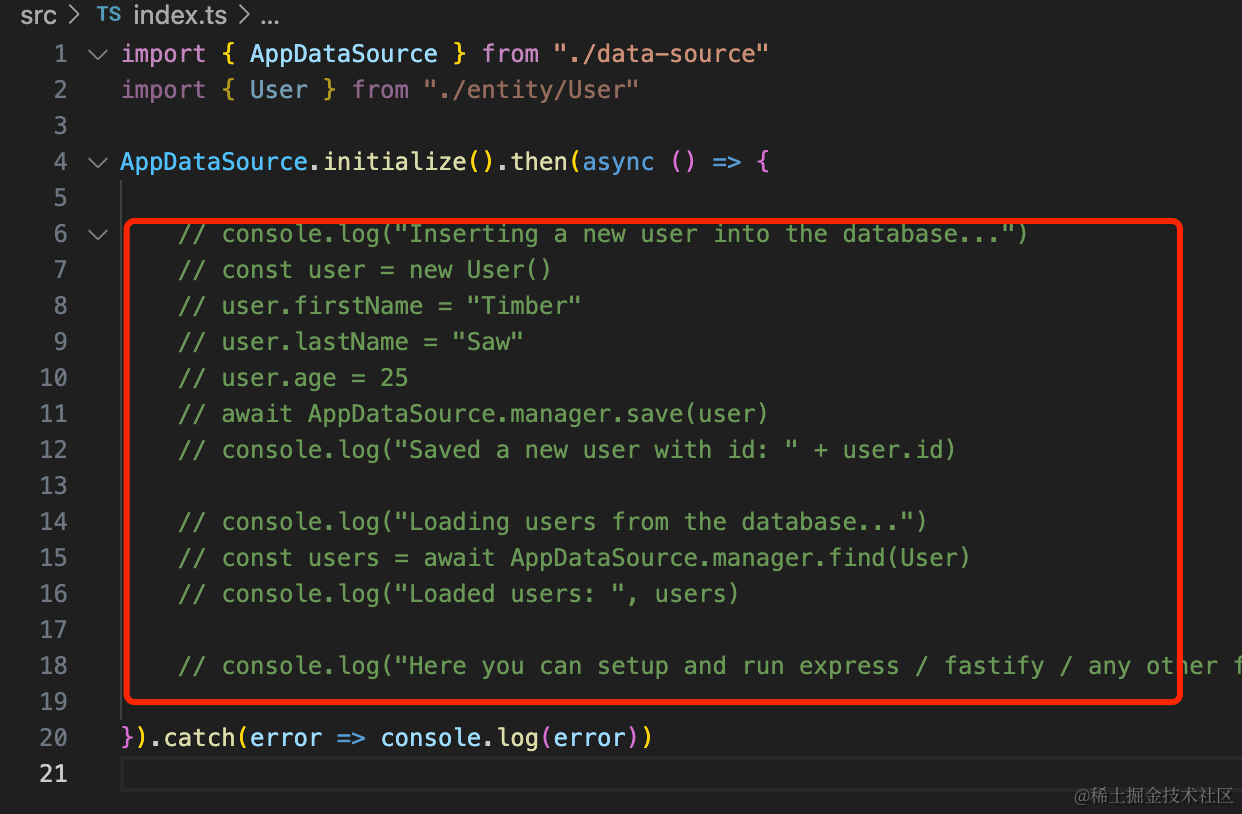 src > TS index.ts > ...
1 import { AppDataSource } from "./data-source"
2 import { User } from "./entity/User"
3
4 AppDataSource.initialize().then(async () => {
5
6 // console.log("Inserting a new user into the database...")
7 // const user = new User()
8 // user.firstName = "Timber"
9 // user.lastName = "Saw"
10 // user.age = 25
11 // await AppDataSource.manager.save(user)
12 // console.log("Saved a new user with id: " + user.id)
13
14 // console.log("Loading users from the database...")
15 // const users = await AppDataSource.manager.find(User)
16 // console.log("Loaded users: ", users)
17
18 // console.log("Here you can setup and run express / fastify / any other f
19
20 }).catch(error => console.log(error))
21
@稀土掘金技术社区